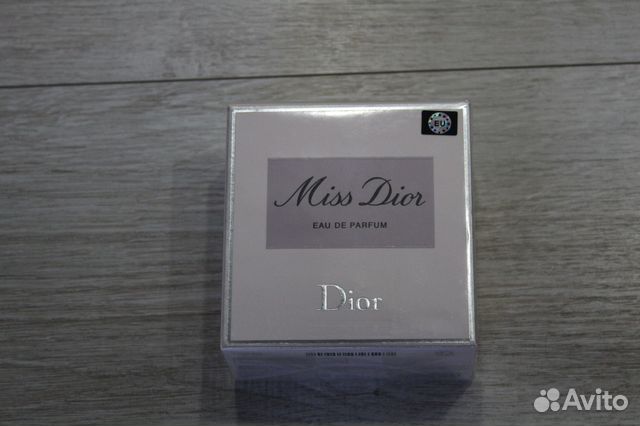 EU
Miss Dior
EAU DE PARFUM
Dior
Avito